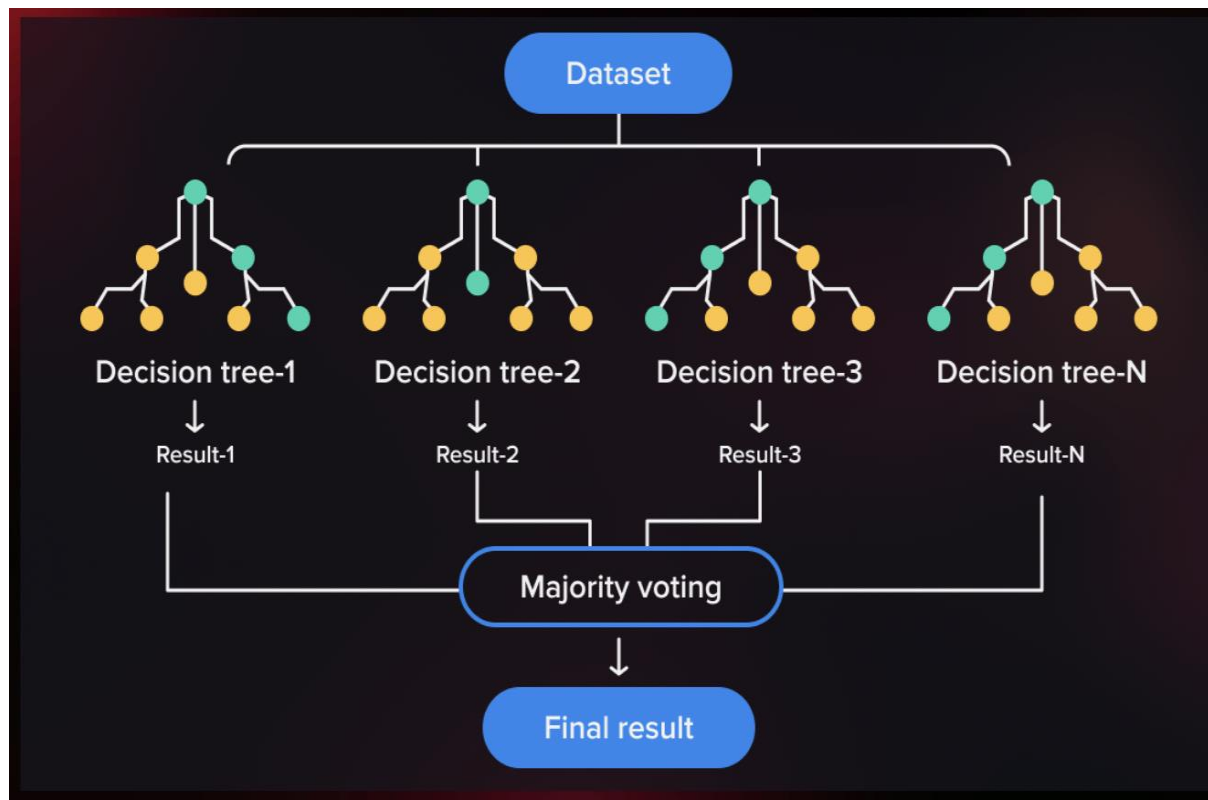 Dataset
Decision tree-1
Decision tree-2
Decision tree-3
Decision tree-N
Result-1
Result-2
Result-3
Result-N
Majority voting
Final result